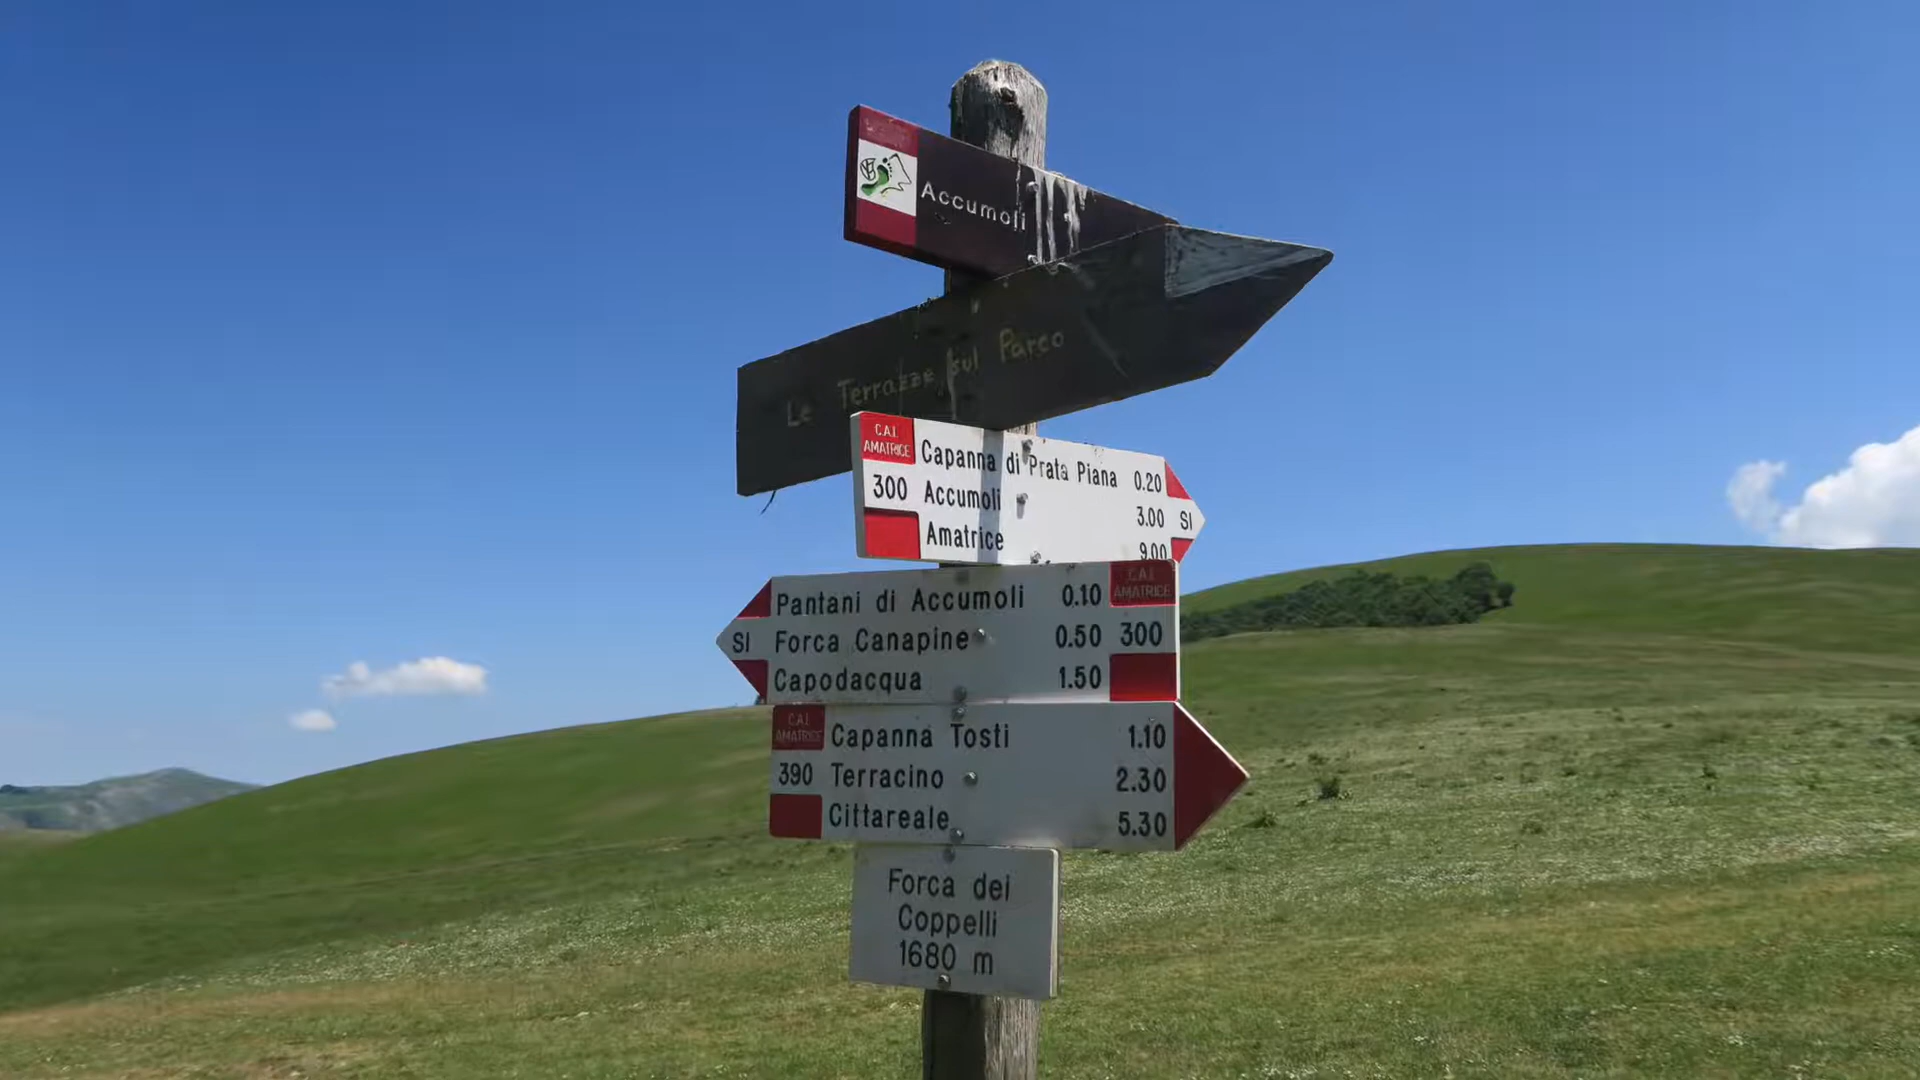 Accumoli
Le Terrazze sul Parco
C.A.I. AMATRICE
Capanna di Prata Piana 0.20
300 Accumoli 3.00 SI
Amatrice 9.00
C.A.I. AMATRICE
Pantani di Accumoli 0.10
SI Forca Canapine 0.50 300
Capodacqua 1.50
C.A.I. AMATRICE
Capanna Tosti 1.10
390 Terracino 2.30
Cittareale 5.30
Forca dei
Coppelli
1680 m